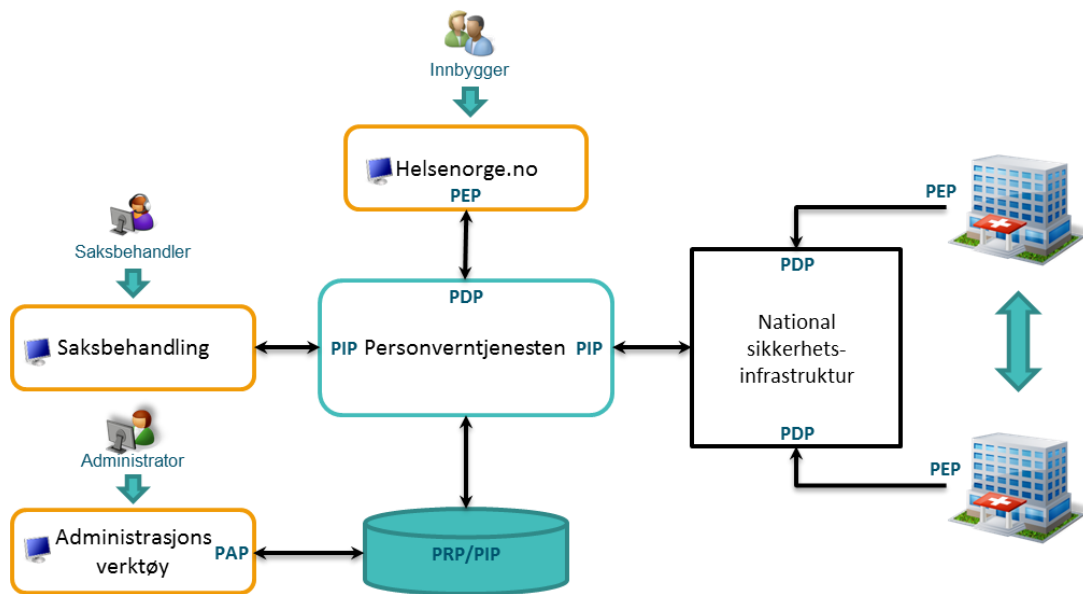 Innbygger
Helsenorge.no
PEP
Saksbehandler
Saksbehandling
PDP
PIP Personverntjenesten PIP
PEP
PDP
National
sikkerhets-
infrastruktur
PDP
PEP
Administrator
Administrasjons
verktøy
PAP
PRP/PIP